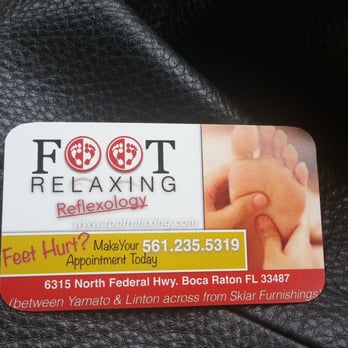 FOOT
RELAXING
Reflexology
www.footrelaxing.com
Feet Hurt? Make Your 561.235.5319
Appointment Today
6315 North Federal Hwy. Boca Raton FL 33487
(between Yamato & Linton across from Sklar Furnishings)